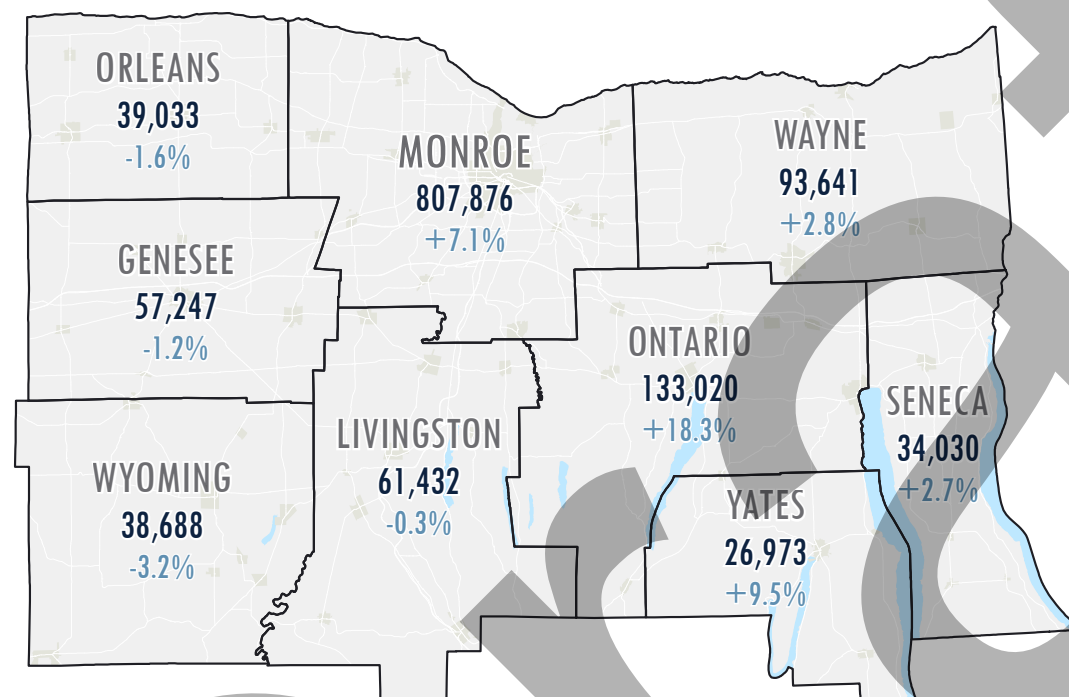 ORLEANS
39,033
-1.6%
MONROE
807,876
+7.1%
WAYNE
93,641
+2.8%
GENESEE
57,247
-1.2%
ONTARIO
133,020
+18.3%
SENECA
34,030
+2.7%
LIVINGSTON
61,432
-0.3%
WYOMING
38,688
-3.2%
YATES
26,973
+9.5%